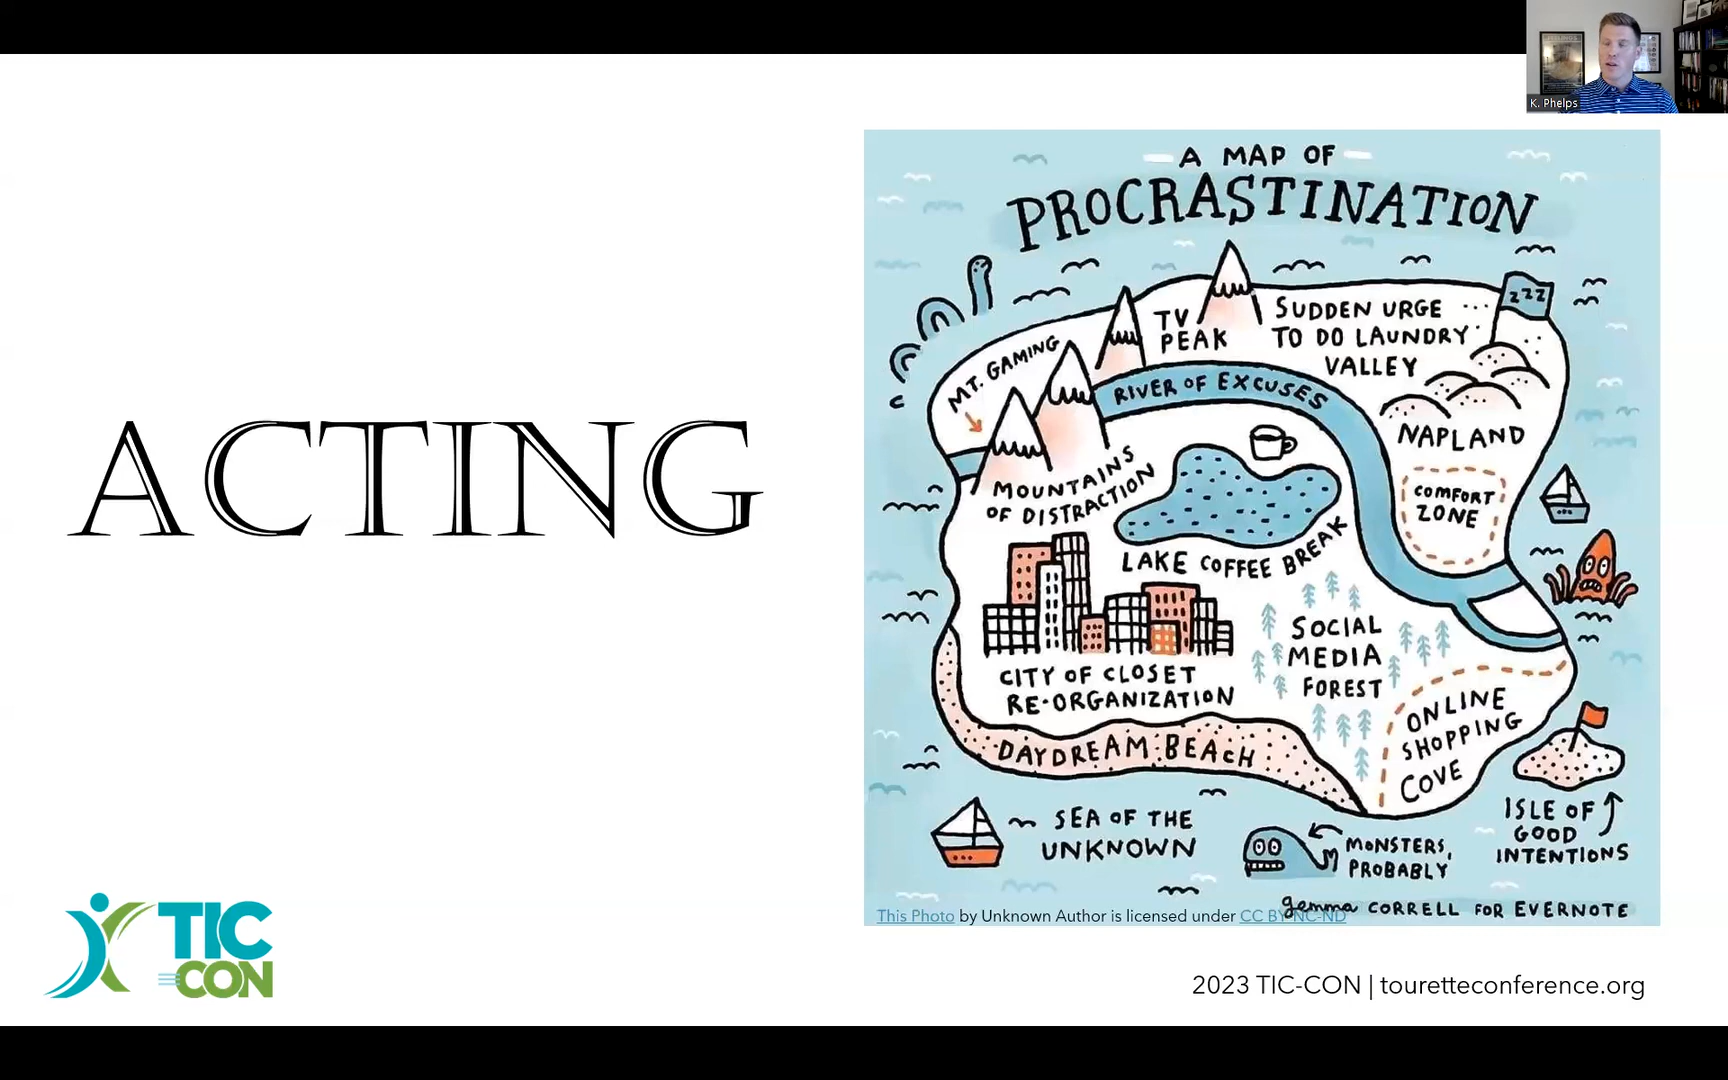 K. Phelps
ACTING
A MAP OF
PROCRASTINATION
MT. GAMING
TV
PEAK
SUDDEN URGE
TO DO LAUNDRY
VALLEY
ZZZ
RIVER OF EXCUSES
NAPLAND
MOUNTAINS
OF DISTRACTION
COMFORT
ZONE
LAKE COFFEE BREAK
CITY OF CLOSET
RE-ORGANIZATION
SOCIAL
MEDIA
FOREST
ONLINE
SHOPPING
COVE
DAYDREAM BEACH
SEA OF THE
UNKNOWN
MONSTERS,
PROBABLY
ISLE OF
GOOD
INTENTIONS
gemma CORRELL FOR EVERNOTE
This Photo by Unknown Author is licensed under CC BY-NC-ND
TIC
CON
2023 TIC-CON | touretteconference.org